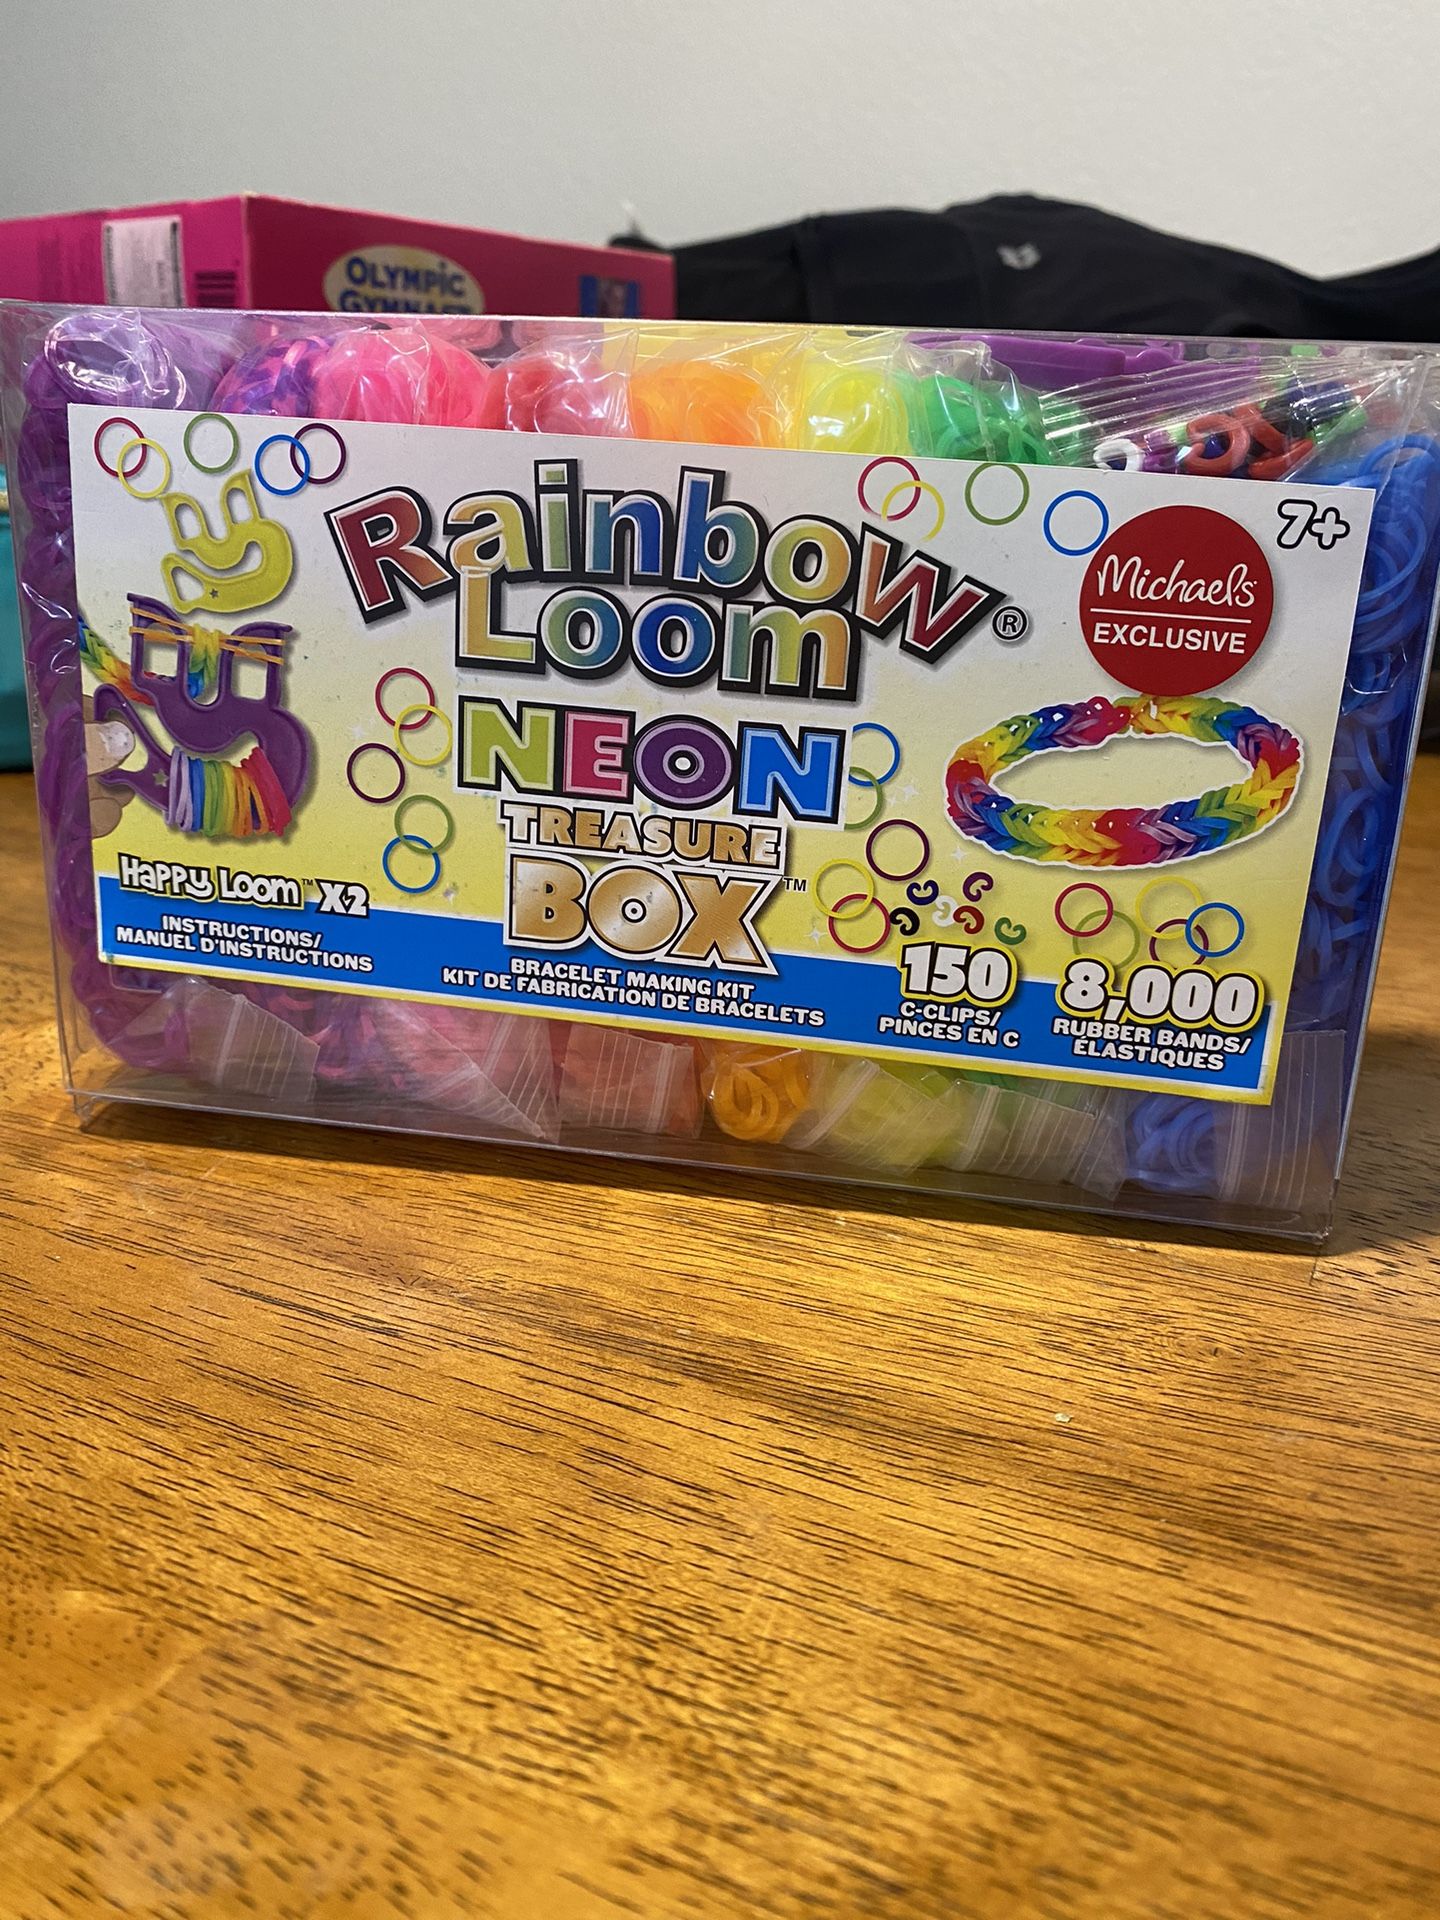 OLYMPIC
Rainbow
Loom®
NEON
TREASURE
BOX™
7+
Michaels
EXCLUSIVE
Happy Loom™ X2
INSTRUCTIONS/
MANUEL D'INSTRUCTIONS
BRACELET MAKING KIT
KIT DE FABRICATION DE BRACELETS
150
C-CLIPS/
PINCES EN C
8,000
RUBBER BANDS/
ÉLASTIQUES